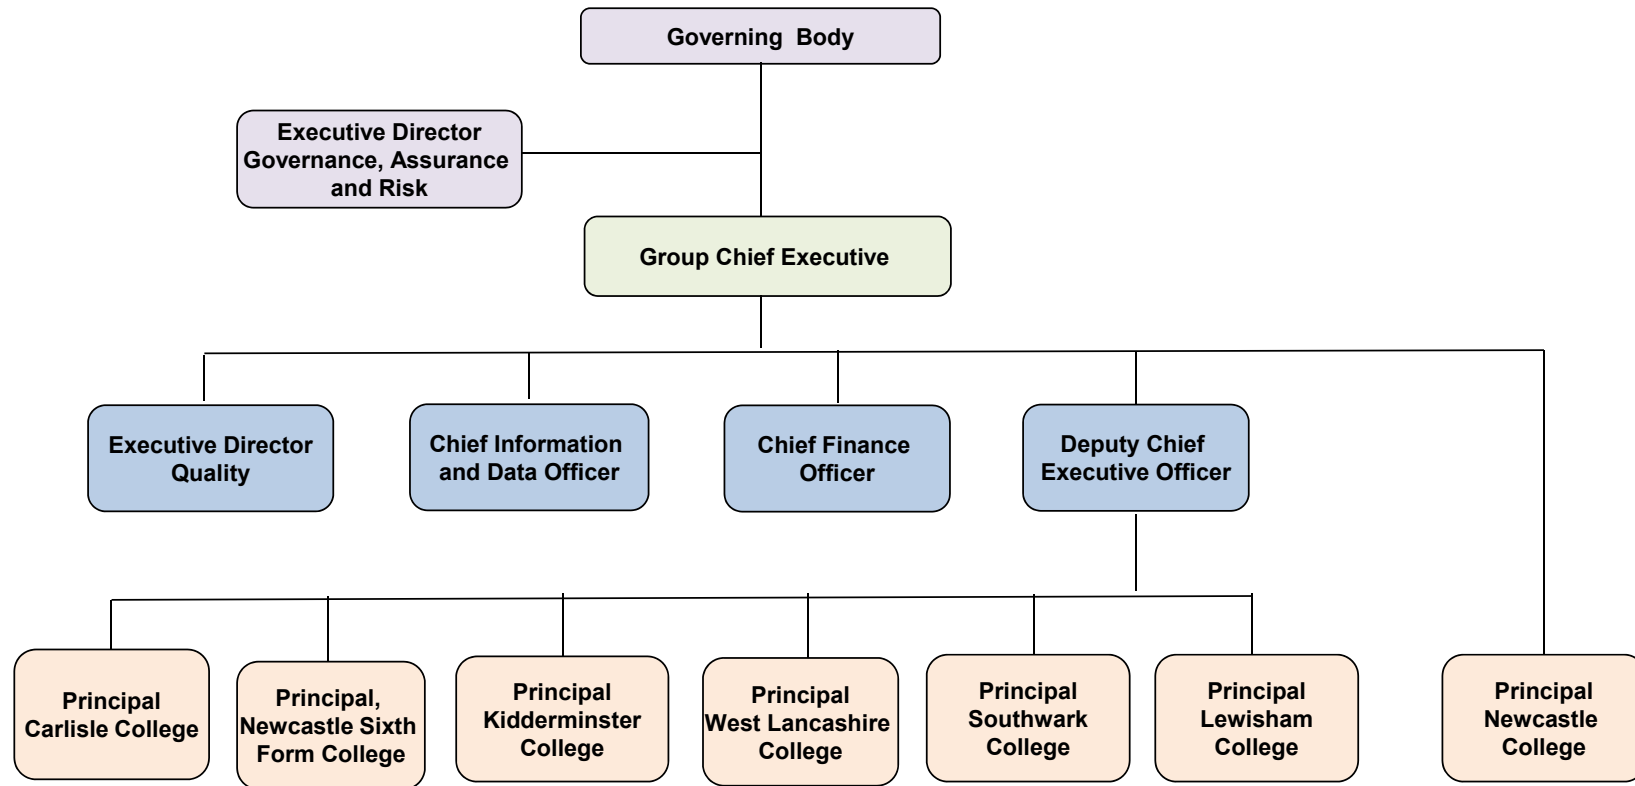 Governing Body
Executive Director
Governance, Assurance
and Risk
Group Chief Executive
Executive Director
Quality
Chief Information
and Data Officer
Chief Finance
Officer
Deputy Chief
Executive Officer
Principal
Carlisle College
Principal,
Newcastle Sixth
Form College
Principal
Kidderminster
College
Principal
West Lancashire
College
Principal
Southwark
College
Principal
Lewisham
College
Principal
Newcastle
College